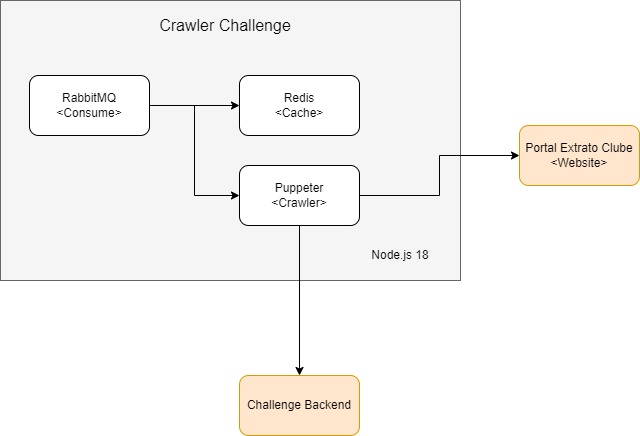 Crawler Challenge
RabbitMQ
<Consume>
Redis
<Cache>
Portal Extrato Clube
<Website>
Puppeter
<Crawler>
Node.js 18
Challenge Backend